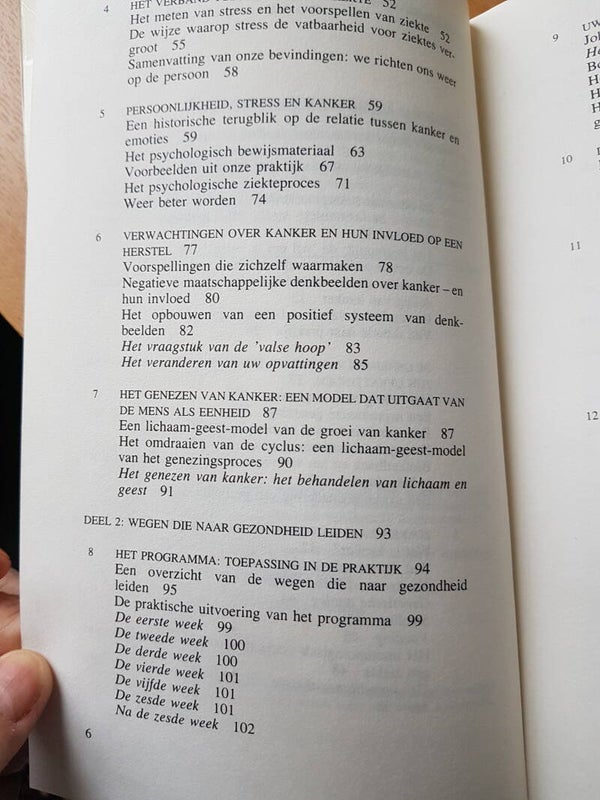 4 HET VERBAND 52
Het meten van stress en het voorspellen van ziekte 52
De wijze waarop stress de vatbaarheid voor ziektes ver-
groot 55
Samenvatting van onze bevindingen: we richten ons weer
op de persoon 58
5 PERSOONLIJKHEID, STRESS EN KANKER 59
Een historische terugblik op de relatie tussen kanker en
emoties 59
Het psychologisch bewijsmateriaal 63
Voorbeelden uit onze praktijk 67
Het psychologische ziekteproces 71
Weer beter worden 74
6 VERWACHTINGEN OVER KANKER EN HUN INVLOED OP EEN
HERSTEL 77
Voorspellingen die zichzelf waarmaken 78
Negatieve maatschappelijke denkbeelden over kanker – en
hun invloed 80
Het opbouwen van een positief systeem van denk-
beelden 82
Het vraagstuk van de 'valse hoop' 83
Het veranderen van uw opvattingen 85
7 HET GENEZEN VAN KANKER: EEN MODEL DAT UITGAAT VAN
DE MENS ALS EENHEID 87
Een lichaam-geest-model van de groei van kanker 87
Het omdraaien van de cyclus: een lichaam-geest-model
van het genezingsproces 90
Het genezen van kanker: het behandelen van lichaam en
geest 91
DEEL 2: WEGEN DIE NAAR GEZONDHEID LEIDEN 93
8 HET PROGRAMMA: TOEPASSING IN DE PRAKTIJK 94
Een overzicht van de wegen die naar gezondheid
leiden 95
De praktische uitvoering van het programma 99
De eerste week 99
De tweede week 100
De derde week 100
De vierde week 101
De vijfde week 101
De zesde week 101
Na de zesde week 102
6
9 UW
10
11
12